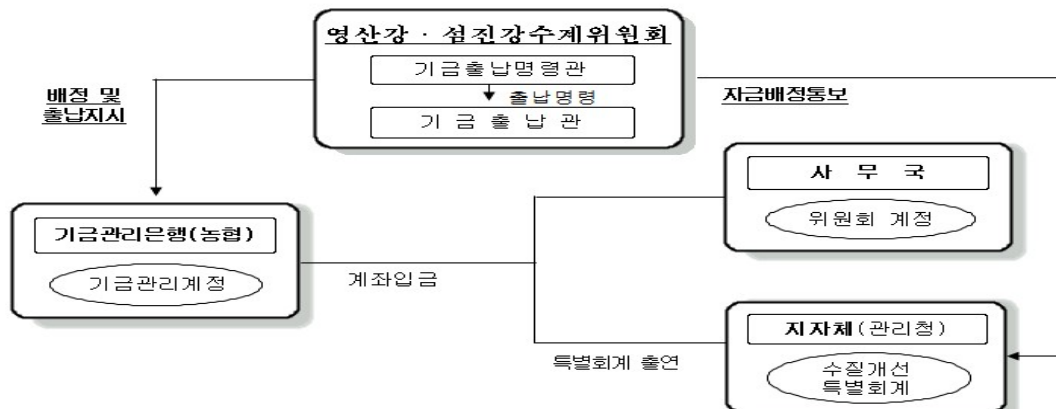 영산강 · 섬진강수계위원회
기금출납명령관
출납명령
기 금 출 납 관
배정 및
출납지시
자금배정통보
사 무 국
위원회 계정
기금관리은행(농협)
기금관리계정
계좌입금
지자체(관리청)
수질개선
특별회계
특별회계 출연